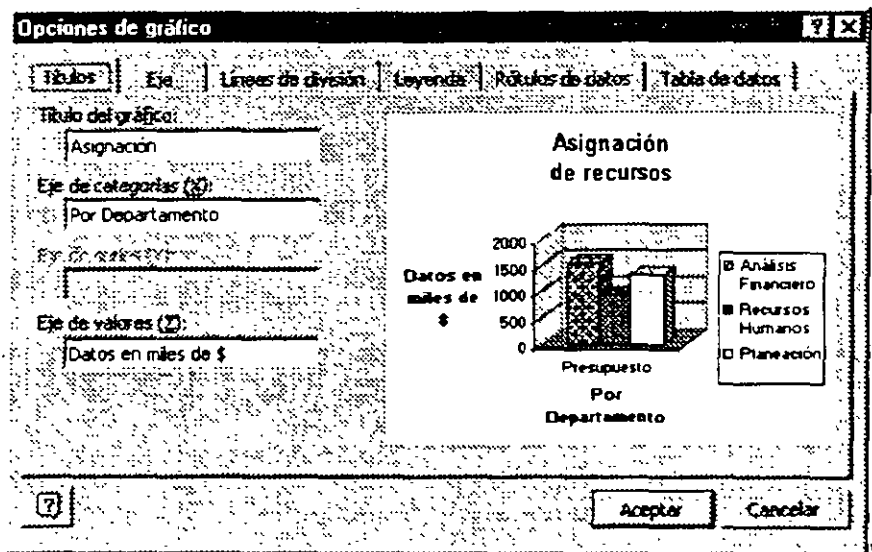 Opciones de gráfico
Títulos Eje Líneas de división Leyenda Rótulos de datos Tabla de datos
Título del gráfico:
Asignación
Eje de categorías (X):
Por Departamento
Eje de valores (Z):
Datos en miles de $
Asignación
de recursos
2000
1500
1000
500
0
Datos en
miles de
$
Presupuesto
Por
Departamento
Análisis
Financiero
Recursos
Humanos
Planeación
Aceptar Cancelar